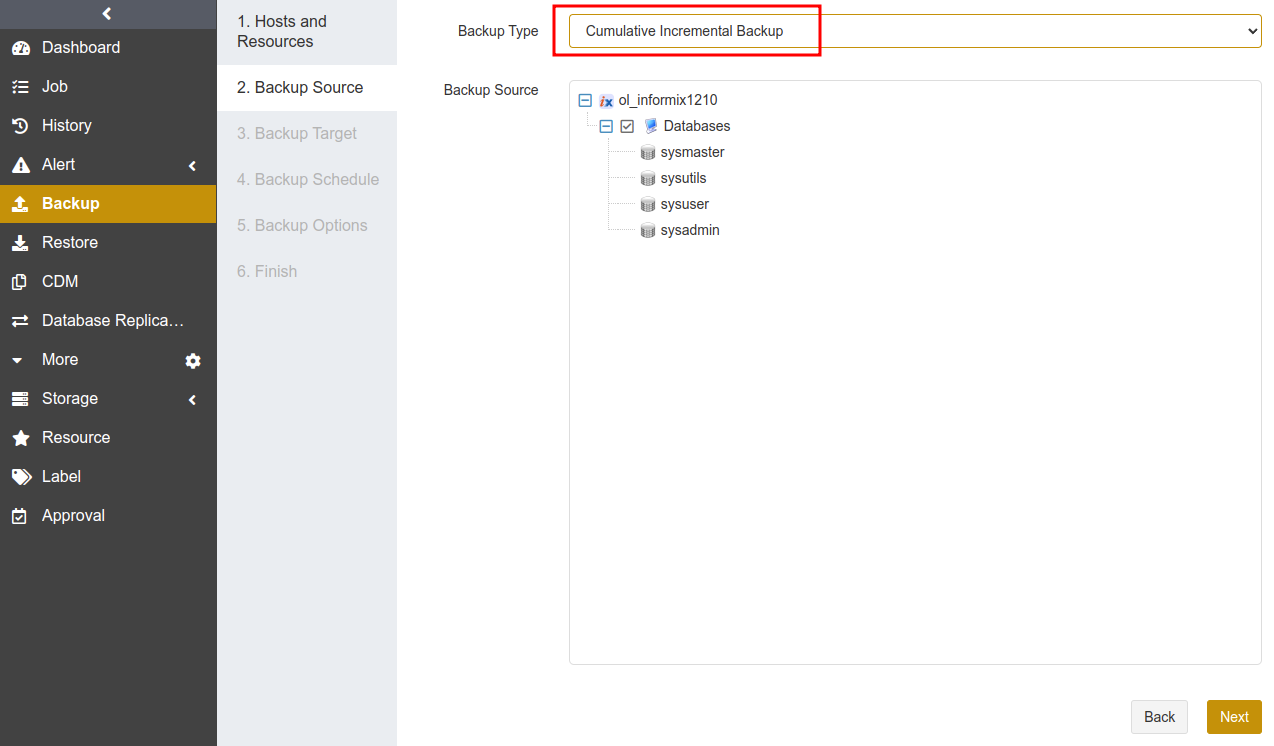 Dashboard
Job
History
Alert
Backup
Restore
CDM
Database Replica…
More
Storage
Resource
Label
Approval
1. Hosts and
Resources
2. Backup Source
3. Backup Target
4. Backup Schedule
5. Backup Options
6. Finish
Backup Type
Cumulative Incremental Backup
Backup Source
ix ol_informix1210
Databases
sysmaster
sysutils
sysuser
sysadmin
Back
Next